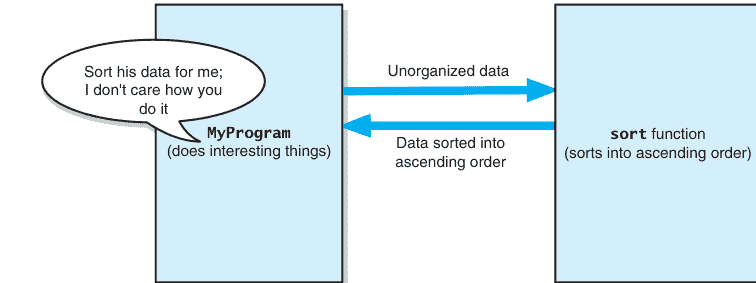 Sort his data for me;
I don't care how you
do it
MyProgram
(does interesting things)
Unorganized data
Data sorted into
ascending order
sort function
(sorts into ascending order)